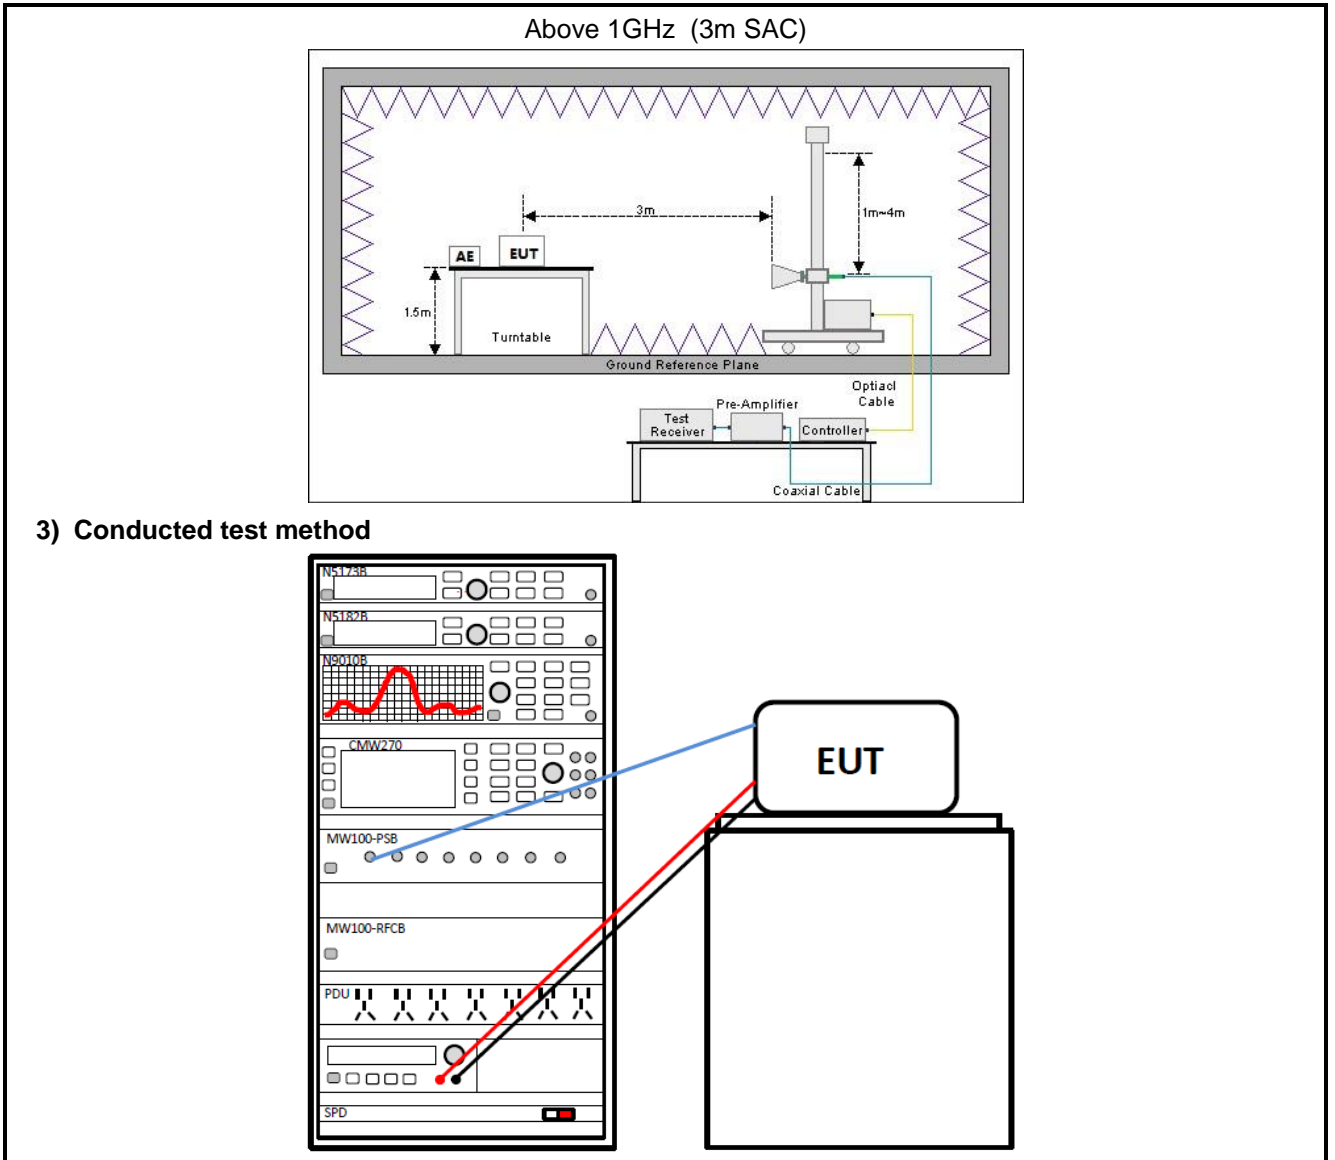 Above 1GHz (3m SAC)
3m
1m~4m
AE
EUT
1.5m
Turntable
Ground Reference Plane
Optiacl
Cable
Pre-Amplifier
Test
Receiver
Controller
Coaxial Cable
3) Conducted test method
N5173B
N5182B
N9010B
CMW270
EUT
MW100-PSB
MW100-RFCB
PDU
SPD